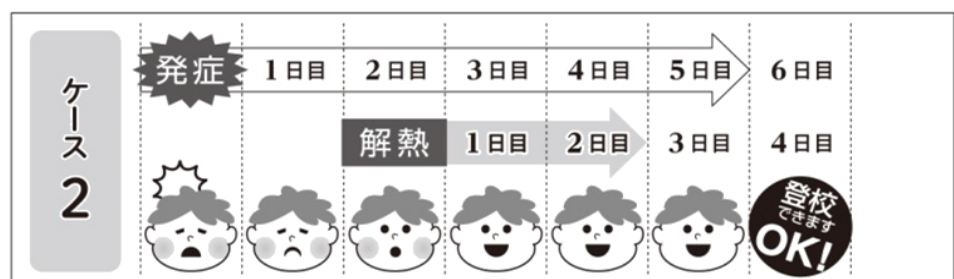 ケース2
発症 1日目 2日目 3日目 4日目 5日目 6日目
解熱 1日目 2日目 3日目 4日目
登校
できます
OK!